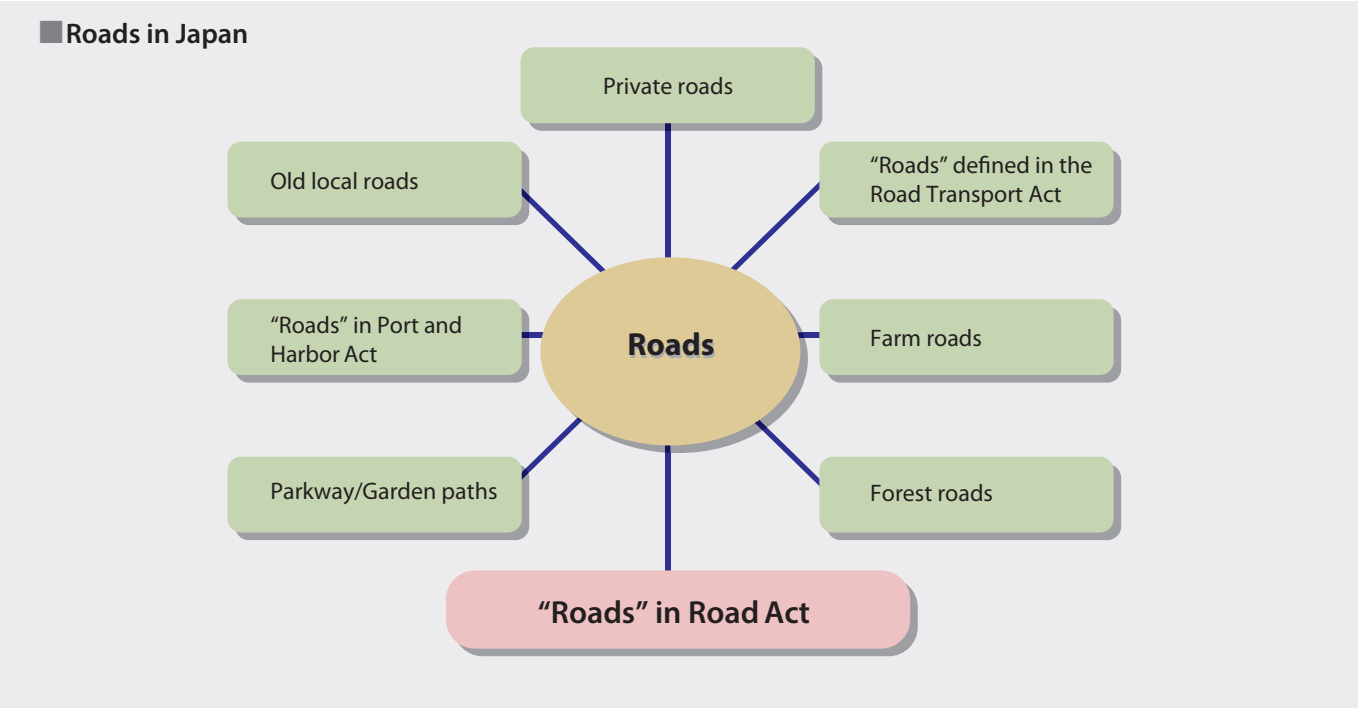 Roads in Japan
Private roads
Old local roads
“Roads” defined in the
Road Transport Act
“Roads” in Port and
Harbor Act
Roads
Farm roads
Parkway/Garden paths
Forest roads
“Roads” in Road Act